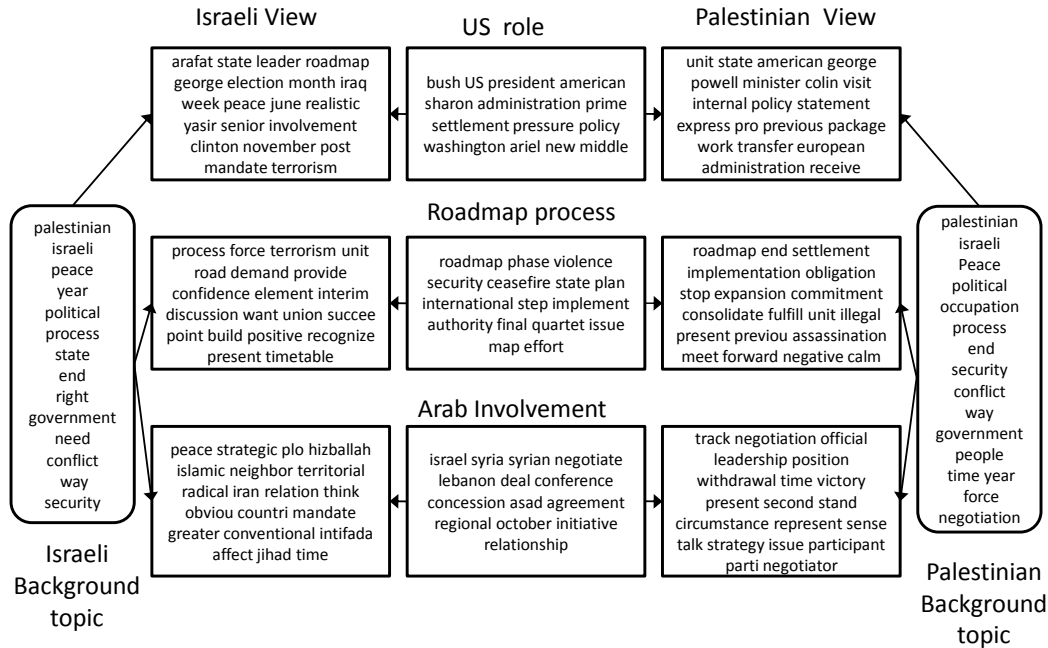 Israeli View
US role
Palestinian View
arafat state leader roadmap
george election month iraq
week peace june realistic
yasir senior involvement
clinton november post
mandate terrorism
bush US president american
sharon administration prime
settlement pressure policy
washington ariel new middle
unit state american george
powell minister colin visit
internal policy statement
express pro previous package
work transfer european
administration receive
Roadmap process
palestinian
israeli
peace
year
political
process
state
end
right
government
need
conflict
way
security
process force terrorism unit
road demand provide
confidence element interim
discussion want union succee
point build positive recognize
present timetable
roadmap phase violence
security ceasefire state plan
international step implement
authority final quartet issue
map effort
roadmap end settlement
implementation obligation
stop expansion commitment
consolidate fulfill unit illegal
present previou assassination
meet forward negative calm
palestinian
israeli
Peace
political
occupation
process
end
security
conflict
way
government
people
time year
force
negotiation
Arab Involvement
peace strategic plo hizballah
islamic neighbor territorial
radical iran relation think
obviou countri mandate
greater conventional intifada
affect jihad time
israel syria syrian negotiate
lebanon deal conference
concession asad agreement
regional october initiative
relationship
track negotiation official
leadership position
withdrawal time victory
present second stand
circumstance represent sense
talk strategy issue participant
parti negotiator
Israeli
Background
topic
Palestinian
Background
topic